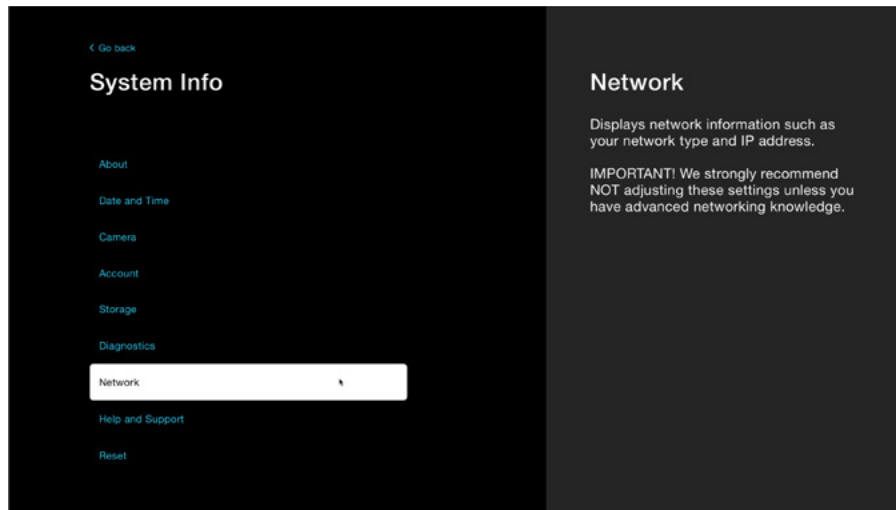 < Go back
System Info
About
Date and Time
Camera
Account
Storage
Diagnostics
Network
Help and Support
Reset
Network
Displays network information such as
your network type and IP address.
IMPORTANT! We strongly recommend
NOT adjusting these settings unless you
have advanced networking knowledge.